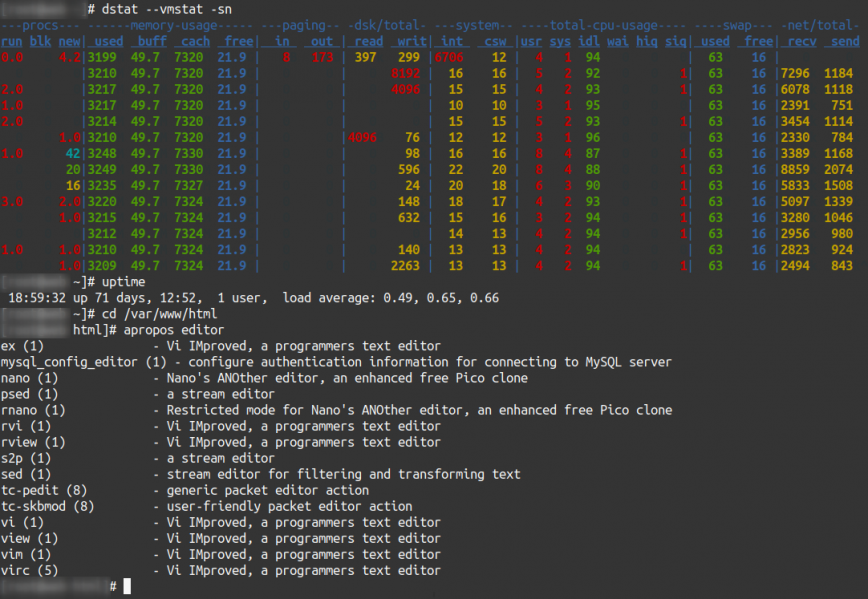 # dstat --vmstat -sn
---procs--- ------memory-usage----- ---paging-- -dsk/total- ---system-- ----total-cpu-usage---- ----swap--- -net/total-
run blk new| used buff cach free| in out | read writ| int csw |usr sys idl wai hiq siq| used free| recv send
0.0 4.2|3199 49.7 7320 21.9 | 8 173 | 397 299 |6706 12 | 4 1 94 | 63 16 |
|3210 49.7 7320 21.9 | | 8192 | 16 16 | 5 2 92 1| 63 16 |7296 1184
2.0 |3217 49.7 7320 21.9 | | 4096 | 15 15 | 4 2 93 1| 63 16 |6078 1118
1.0 |3217 49.7 7320 21.9 | | | 10 10 | 3 1 95 | 63 16 |2391 751
2.0 |3214 49.7 7320 21.9 | | | 15 15 | 5 2 93 1| 63 16 |3454 1114
1.0|3210 49.7 7320 21.9 | |4096 76 | 12 12 | 3 1 96 | 63 16 |2330 784
1.0 42|3248 49.7 7330 21.9 | | 98 | 16 16 | 8 4 87 1| 63 16 |3389 1168
20|3249 49.7 7330 21.9 | | 596 | 22 20 | 8 4 88 1| 63 16 |8859 2074
16|3235 49.7 7327 21.9 | | 24 | 20 18 | 6 3 90 1| 63 16 |5833 1508
3.0 2.0|3220 49.7 7324 21.9 | | 148 | 18 17 | 4 2 93 1| 63 16 |5097 1339
1.0|3215 49.7 7324 21.9 | | 632 | 15 16 | 3 2 94 1| 63 16 |3280 1046
|3212 49.7 7324 21.9 | | | 14 13 | 4 2 94 1| 63 16 |2956 980
1.0 1.0|3210 49.7 7324 21.9 | | 140 | 13 13 | 4 2 94 | 63 16 |2823 924
1.0|3209 49.7 7324 21.9 | | 2263 | 13 13 | 4 2 94 1| 63 16 |2494 843
~]# uptime
18:59:32 up 71 days, 12:52, 1 user, load average: 0.49, 0.65, 0.66
~]# cd /var/www/html
html]# apropos editor
ex (1) - Vi IMproved, a programmers text editor
mysql_config_editor (1) - configure authentication information for connecting to MySQL server
nano (1) - Nano's ANOther editor, an enhanced free Pico clone
psed (1) - a stream editor
rnano (1) - Restricted mode for Nano's ANOther editor, an enhanced free Pico clone
rvi (1) - Vi IMproved, a programmers text editor
rview (1) - Vi IMproved, a programmers text editor
s2p (1) - a stream editor
sed (1) - stream editor for filtering and transforming text
tc-pedit (8) - generic packet editor action
tc-skbmod (8) - user-friendly packet editor action
vi (1) - Vi IMproved, a programmers text editor
view (1) - Vi IMproved, a programmers text editor
vim (1) - Vi IMproved, a programmers text editor
virc (5) - Vi IMproved, a programmers text editor
#